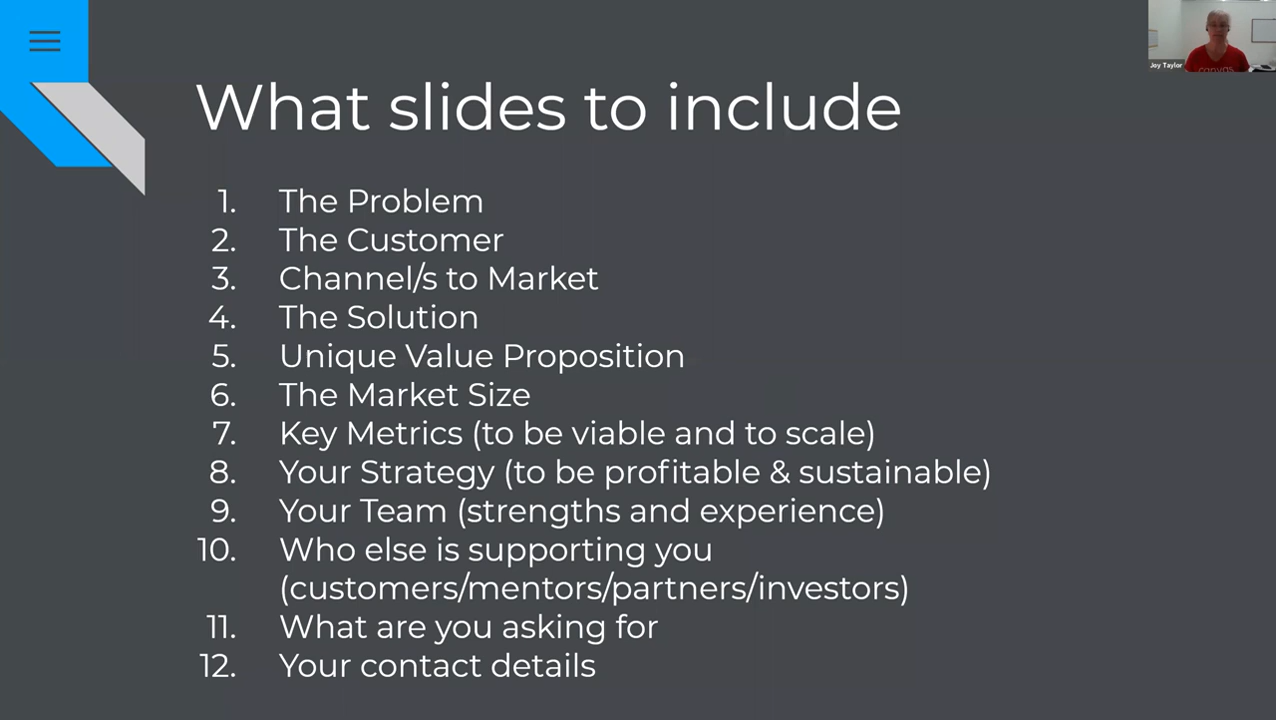 What slides to include
1. The Problem
2. The Customer
3. Channel/s to Market
4. The Solution
5. Unique Value Proposition
6. The Market Size
7. Key Metrics (to be viable and to scale)
8. Your Strategy (to be profitable & sustainable)
9. Your Team (strengths and experience)
10. Who else is supporting you
(customers/mentors/partners/investors)
11. What are you asking for
12. Your contact details
canvas
Joy Taylor